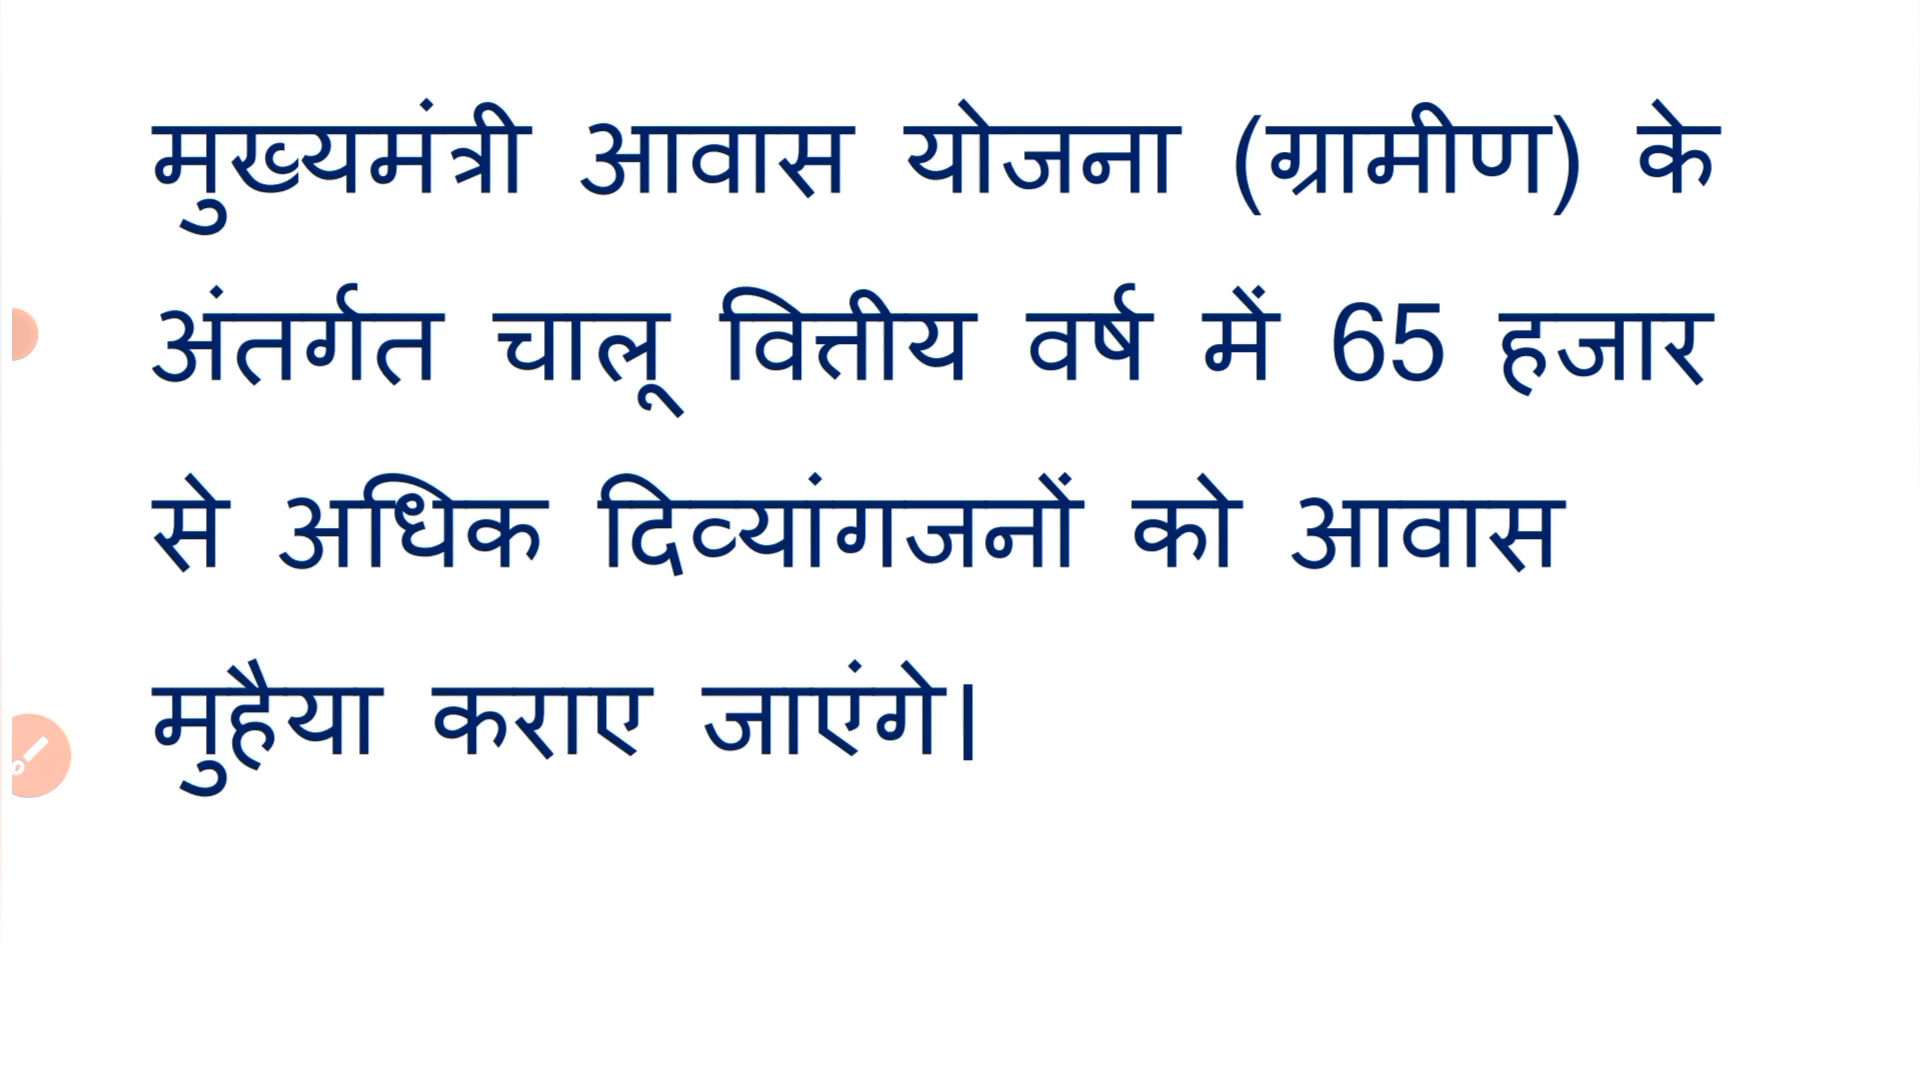 मुख्यमंत्री आवास योजना (ग्रामीण) के
अंतर्गत चालू वित्तीय वर्ष में 65 हजार
से अधिक दिव्यांगजनों को आवास
मुहैया कराए जाएंगे।